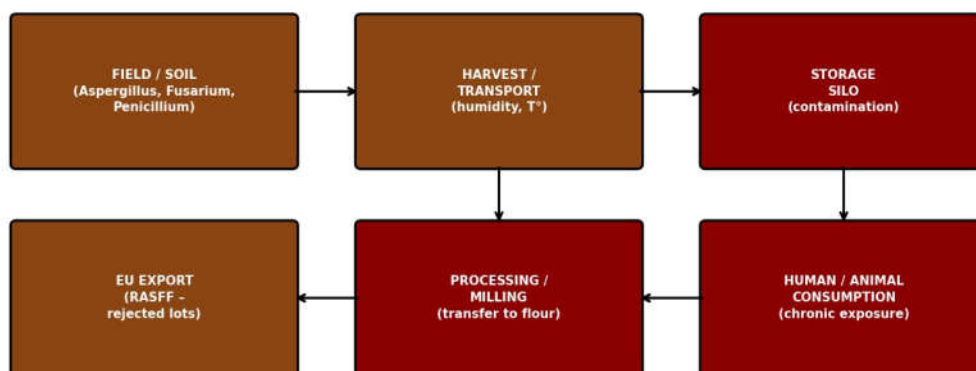 FIELD / SOIL
(Aspergillus, Fusarium,
Penicillium)
HARVEST /
TRANSPORT
(humidity, T°)
STORAGE
SILO
(contamination)
EU EXPORT
(RASFF –
rejected lots)
PROCESSING /
MILLING
(transfer to flour)
HUMAN / ANIMAL
CONSUMPTION
(chronic exposure)